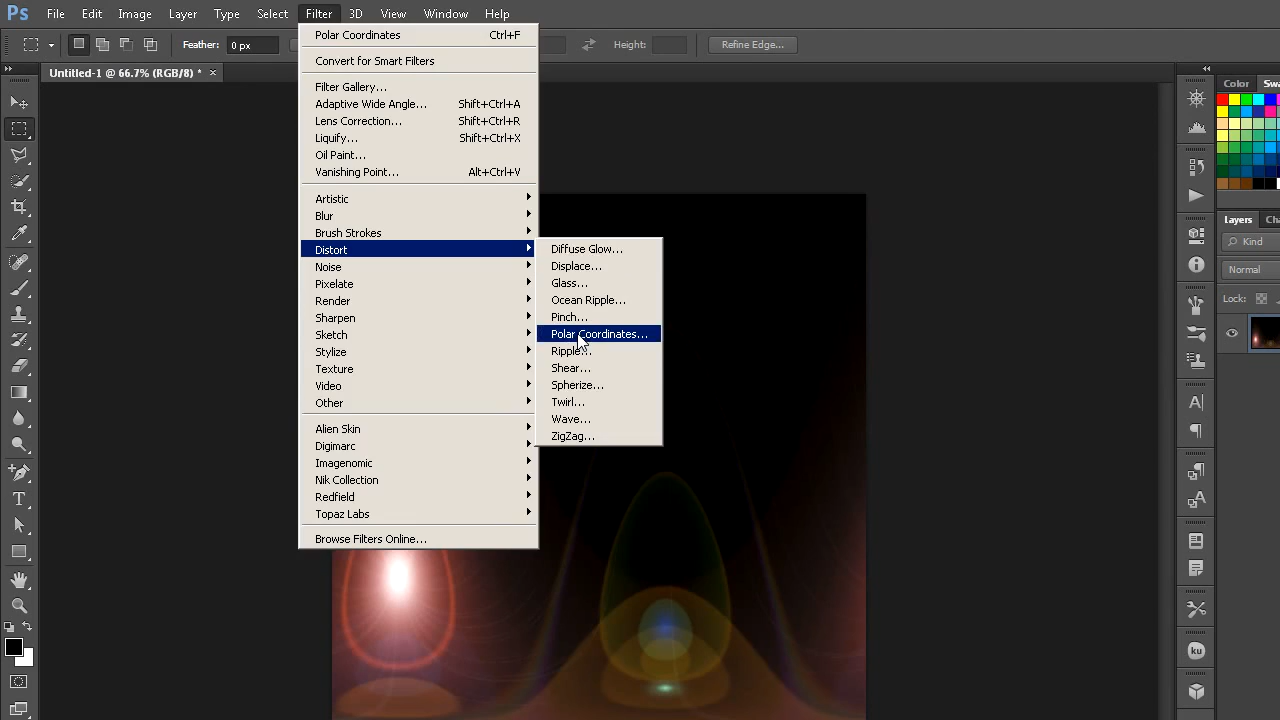 Ps File Edit Image Layer Type Select Filter 3D View Window Help
Feather: 0 px Height: Refine Edge...
Untitled-1 @ 66.7% (RGB/8) * ×
Polar Coordinates Ctrl+F
Convert for Smart Filters
Filter Gallery...
Adaptive Wide Angle... Shift+Ctrl+A
Lens Correction... Shift+Ctrl+R
Liquify... Shift+Ctrl+X
Oil Paint...
Vanishing Point... Alt+Ctrl+V
Artistic
Blur
Brush Strokes
Distort
Noise
Pixelate
Render
Sharpen
Sketch
Stylize
Texture
Video
Other
Alien Skin
Digimarc
Imagenomic
Nik Collection
Redfield
Topaz Labs
Browse Filters Online...
Diffuse Glow...
Displace...
Glass...
Ocean Ripple...
Pinch...
Polar Coordinates...
Ripple...
Shear...
Spherize...
Twirl...
Wave...
ZigZag...
Color
Layers
Kind
Normal
Lock:
ku